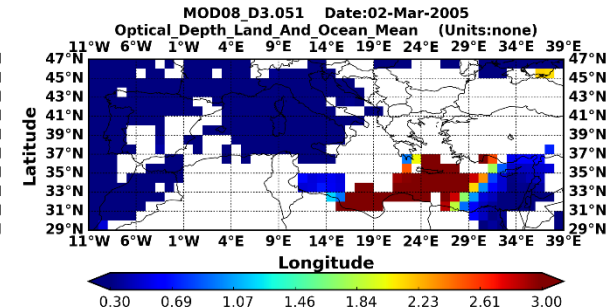 MOD08_D3.051    Date:02-Mar-2005
Optical_Depth_Land_And_Ocean_Mean    (Units:none)
11°W 6°W 1°W 4°E 9°E 14°E 19°E 24°E 29°E 34°E 39°E
47°N 47°N
45°N 45°N
43°N 43°N
41°N 41°N
39°N 39°N
37°N 37°N
35°N 35°N
33°N 33°N
31°N 31°N
29°N 29°N
Latitude
11°W 6°W 1°W 4°E 9°E 14°E 19°E 24°E 29°E 34°E 39°E
Longitude
0.30 0.69 1.07 1.46 1.84 2.23 2.61 3.00